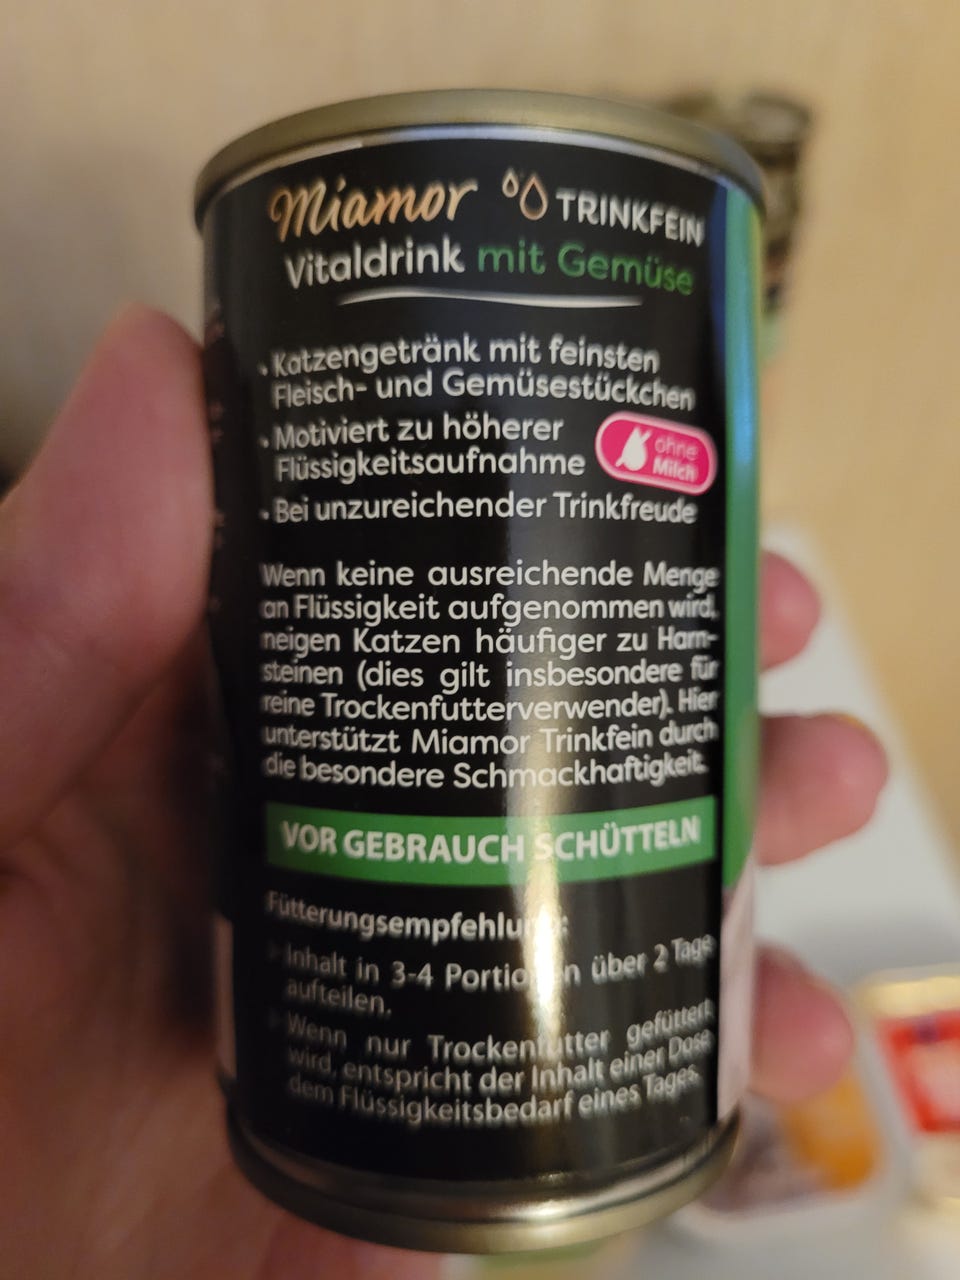 Miamor TRINKFEIN
Vitaldrink mit Gemüse
• Katzengetränk mit feinsten
Fleisch- und Gemüsestückchen
• Motiviert zu höherer
Flüssigkeitsaufnahme
ohne
Milch
• Bei unzureichender Trinkfreude
Wenn keine ausreichende Menge
an Flüssigkeit aufgenommen wird,
neigen Katzen häufiger zu Harn-
steinen (dies gilt insbesondere für
reine Trockenfutterverwender). Hier
unterstützt Miamor Trinkfein durch
die besondere Schmackhaftigkeit.
VOR GEBRAUCH SCHÜTTELN
Fütterungsempfehlung:
Inhalt in 3-4 Portionen über 2 Tage
aufteilen.
Wenn nur Trockenfutter gefüttert
wird, entspricht der Inhalt einer Dose
dem Flüssigkeitsbedarf eines Tages.